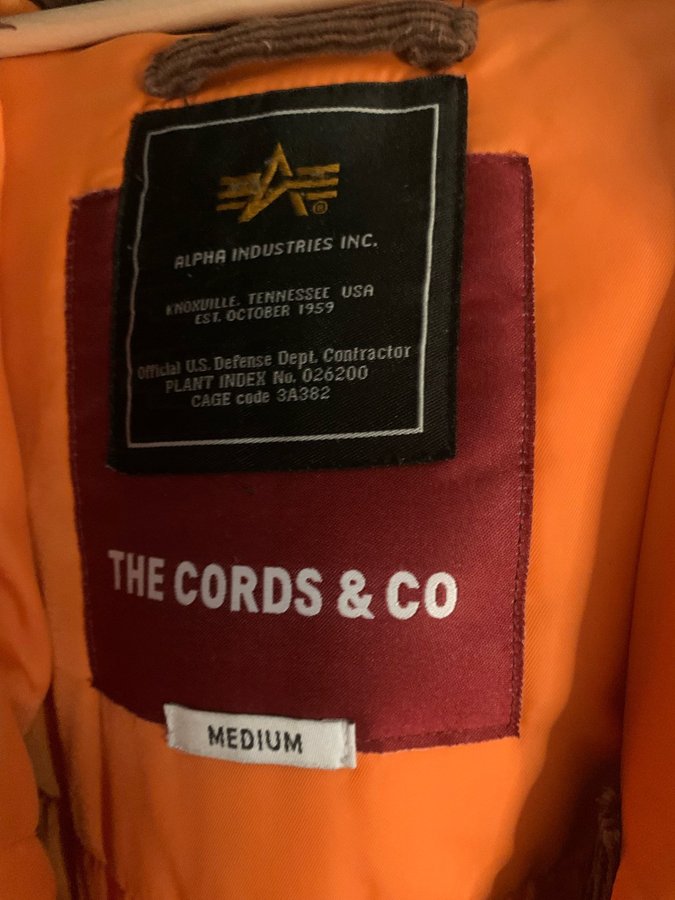 ®
ALPHA INDUSTRIES INC.
KNOXVILLE, TENNESSEE USA
EST. OCTOBER 1959
Official U.S. Defense Dept. Contractor
PLANT INDEX No. 026200
CAGE code 3A382
THE CORDS & CO
MEDIUM